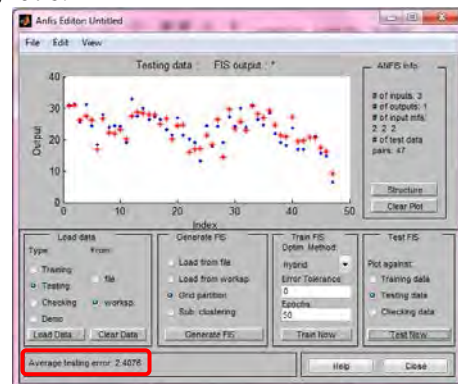 Anfis Editor: Untitled
File Edit View
Testing data : FIS output : *
ANFIS info.
# of inputs: 3
# of outputs: 1
# of input mfs:
2 2 2
# of test data
pairs: 47
Structure
Clear Plot
Output
40
30
20
10
0
0 10 20 30 40 50
Index
Load data
Type: From:
Training
Testing
Checking
Demo
file
worksp.
Load Data Clear Data
Generate FIS
Load from file
Load from worksp.
Grid partition
Sub. clustering
Generate FIS
Train FIS
Optim. Method:
Hybrid
Error Tolerance:
0
Epochs:
50
Train Now
Test FIS
Plot against:
Training data
Testing data
Checking data
Test Now
Average testing error: 2.4076
Help Close